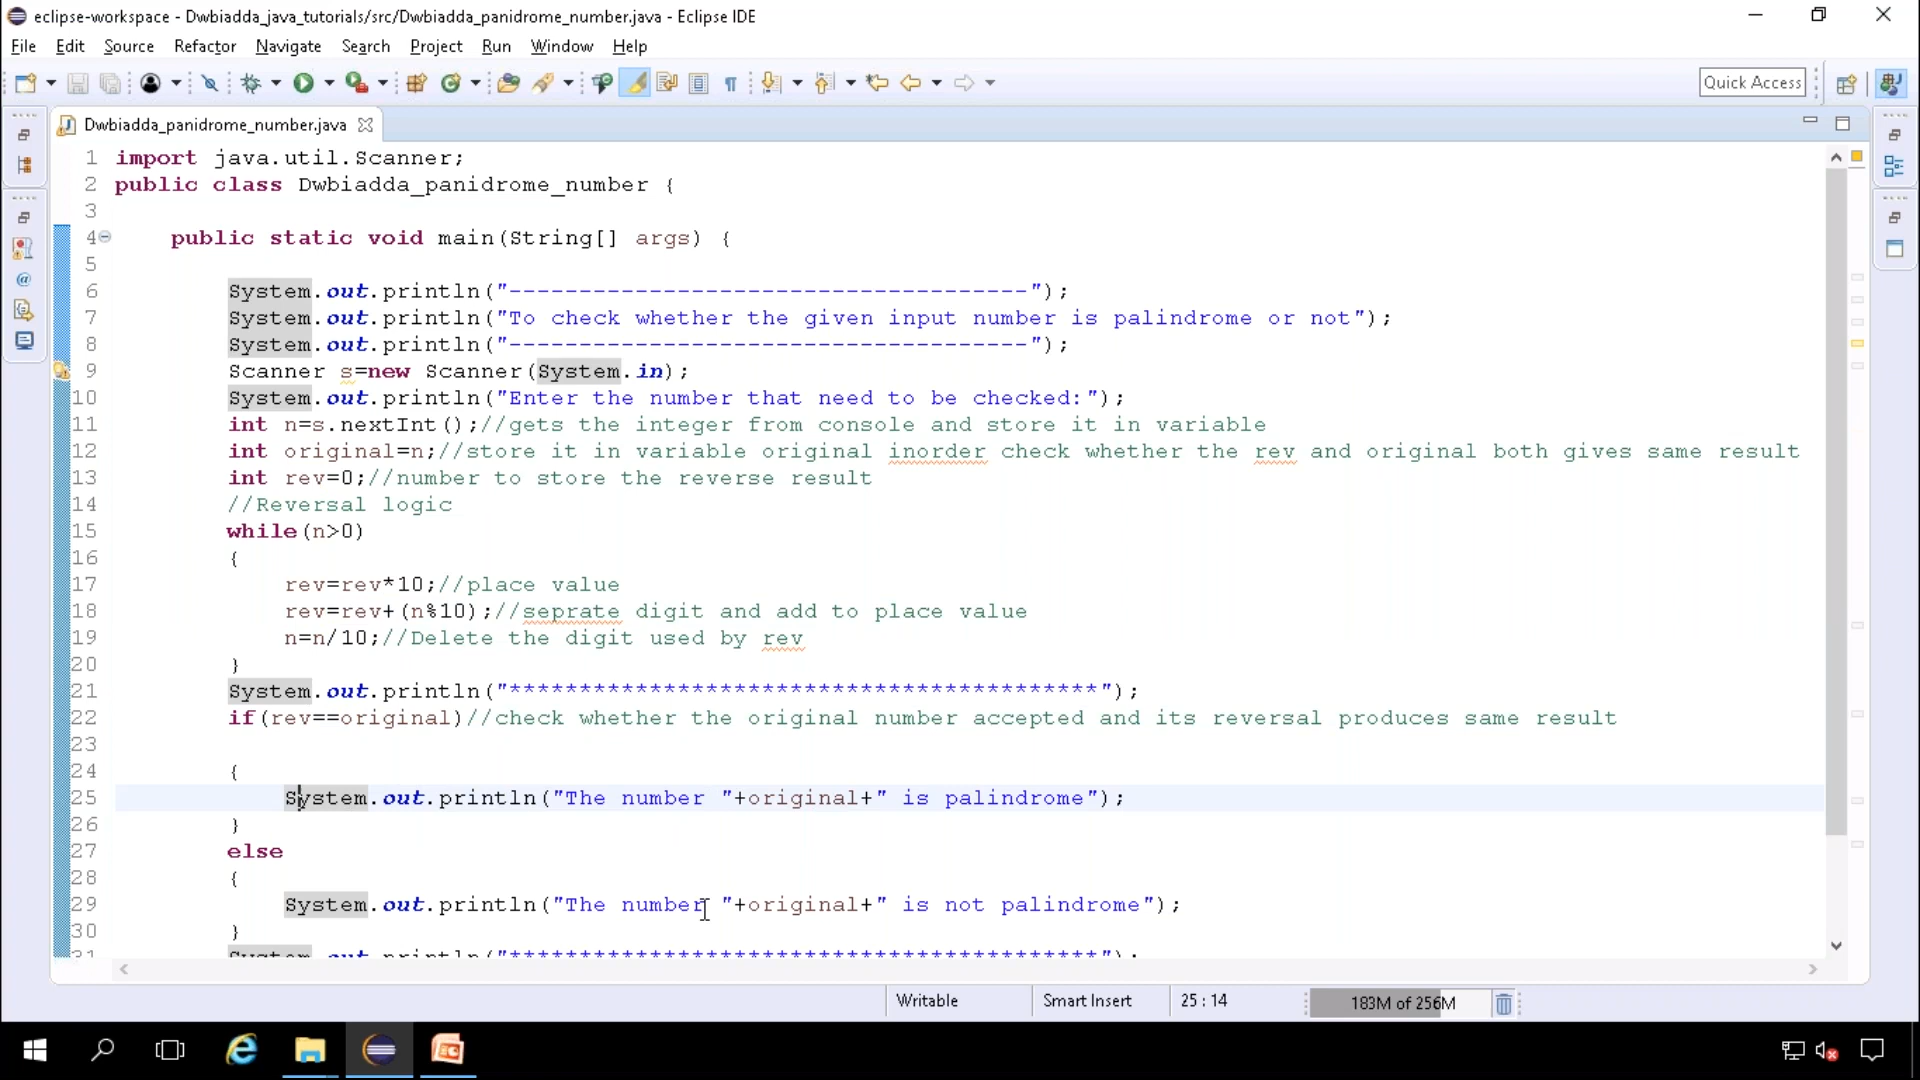 eclipse-workspace - Dwbiadda_java_tutorials/src/Dwbiadda_panidrome_number.java - Eclipse IDE
File Edit Source Refactor Navigate Search Project Run Window Help
Quick Access
Dwbiadda_panidrome_number.java
1 import java.util.Scanner;
2 public class Dwbiadda_panidrome_number {
3
4 public static void main(String[] args) {
5
6 System.out.println("-------------------------------------");
7 System.out.println("To check whether the given input number is palindrome or not");
8 System.out.println("-------------------------------------");
9 Scanner s=new Scanner(System.in);
10 System.out.println("Enter the number that need to be checked:");
11 int n=s.nextInt();//gets the integer from console and store it in variable
12 int original=n;//store it in variable original inorder check whether the rev and original both gives same result
13 int rev=0;//number to store the reverse result
14 //Reversal logic
15 while(n>0)
16 {
17 rev=rev*10;//place value
18 rev=rev+(n%10);//seprate digit and add to place value
19 n=n/10;//Delete the digit used by rev
20 }
21 System.out.println("******************************************");
22 if(rev==original)//check whether the original number accepted and its reversal produces same result
23
24 {
25 System.out.println("The number "+original+" is palindrome");
26 }
27 else
28 {
29 System.out.println("The number "+original+" is not palindrome");
30 }
31 System.out.println("******************************************");
Writable Smart Insert 25 : 14 183M of 256M